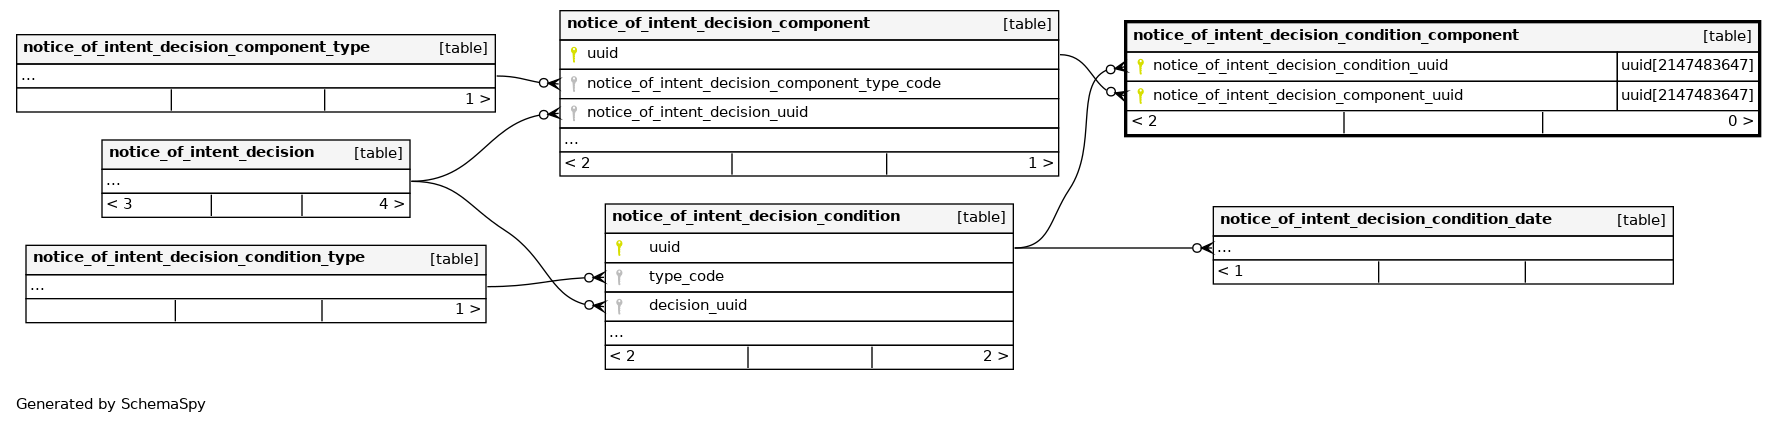 notice_of_intent_decision_component_type [table]
...
1 >
notice_of_intent_decision [table]
...
< 3 4 >
notice_of_intent_decision_condition_type [table]
...
1 >
notice_of_intent_decision_component [table]
uuid
notice_of_intent_decision_component_type_code
notice_of_intent_decision_uuid
...
< 2 1 >
notice_of_intent_decision_condition [table]
uuid
type_code
decision_uuid
...
< 2 2 >
notice_of_intent_decision_condition_component [table]
notice_of_intent_decision_condition_uuid uuid[2147483647]
notice_of_intent_decision_component_uuid uuid[2147483647]
< 2 0 >
notice_of_intent_decision_condition_date [table]
...
< 1
Generated by SchemaSpy